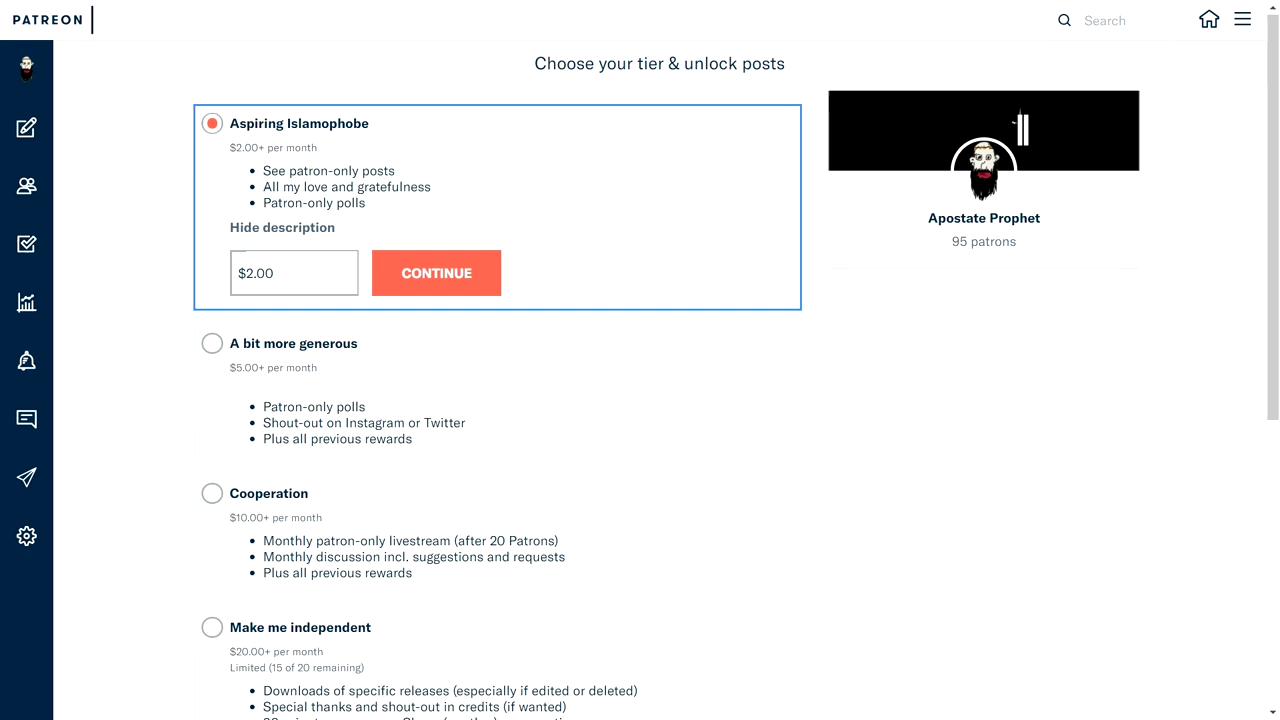 PATREON
Search
Choose your tier & unlock posts
Aspiring Islamophobe
$2.00+ per month
See patron-only posts
All my love and gratefulness
Patron-only polls
Hide description
$2.00
CONTINUE
Apostate Prophet
95 patrons
A bit more generous
$5.00+ per month
Patron-only polls
Shout-out on Instagram or Twitter
Plus all previous rewards
Cooperation
$10.00+ per month
Monthly patron-only livestream (after 20 Patrons)
Monthly discussion incl. suggestions and requests
Plus all previous rewards
Make me independent
$20.00+ per month
Limited (15 of 20 remaining)
Downloads of specific releases (especially if edited or deleted)
Special thanks and shout-out in credits (if wanted)